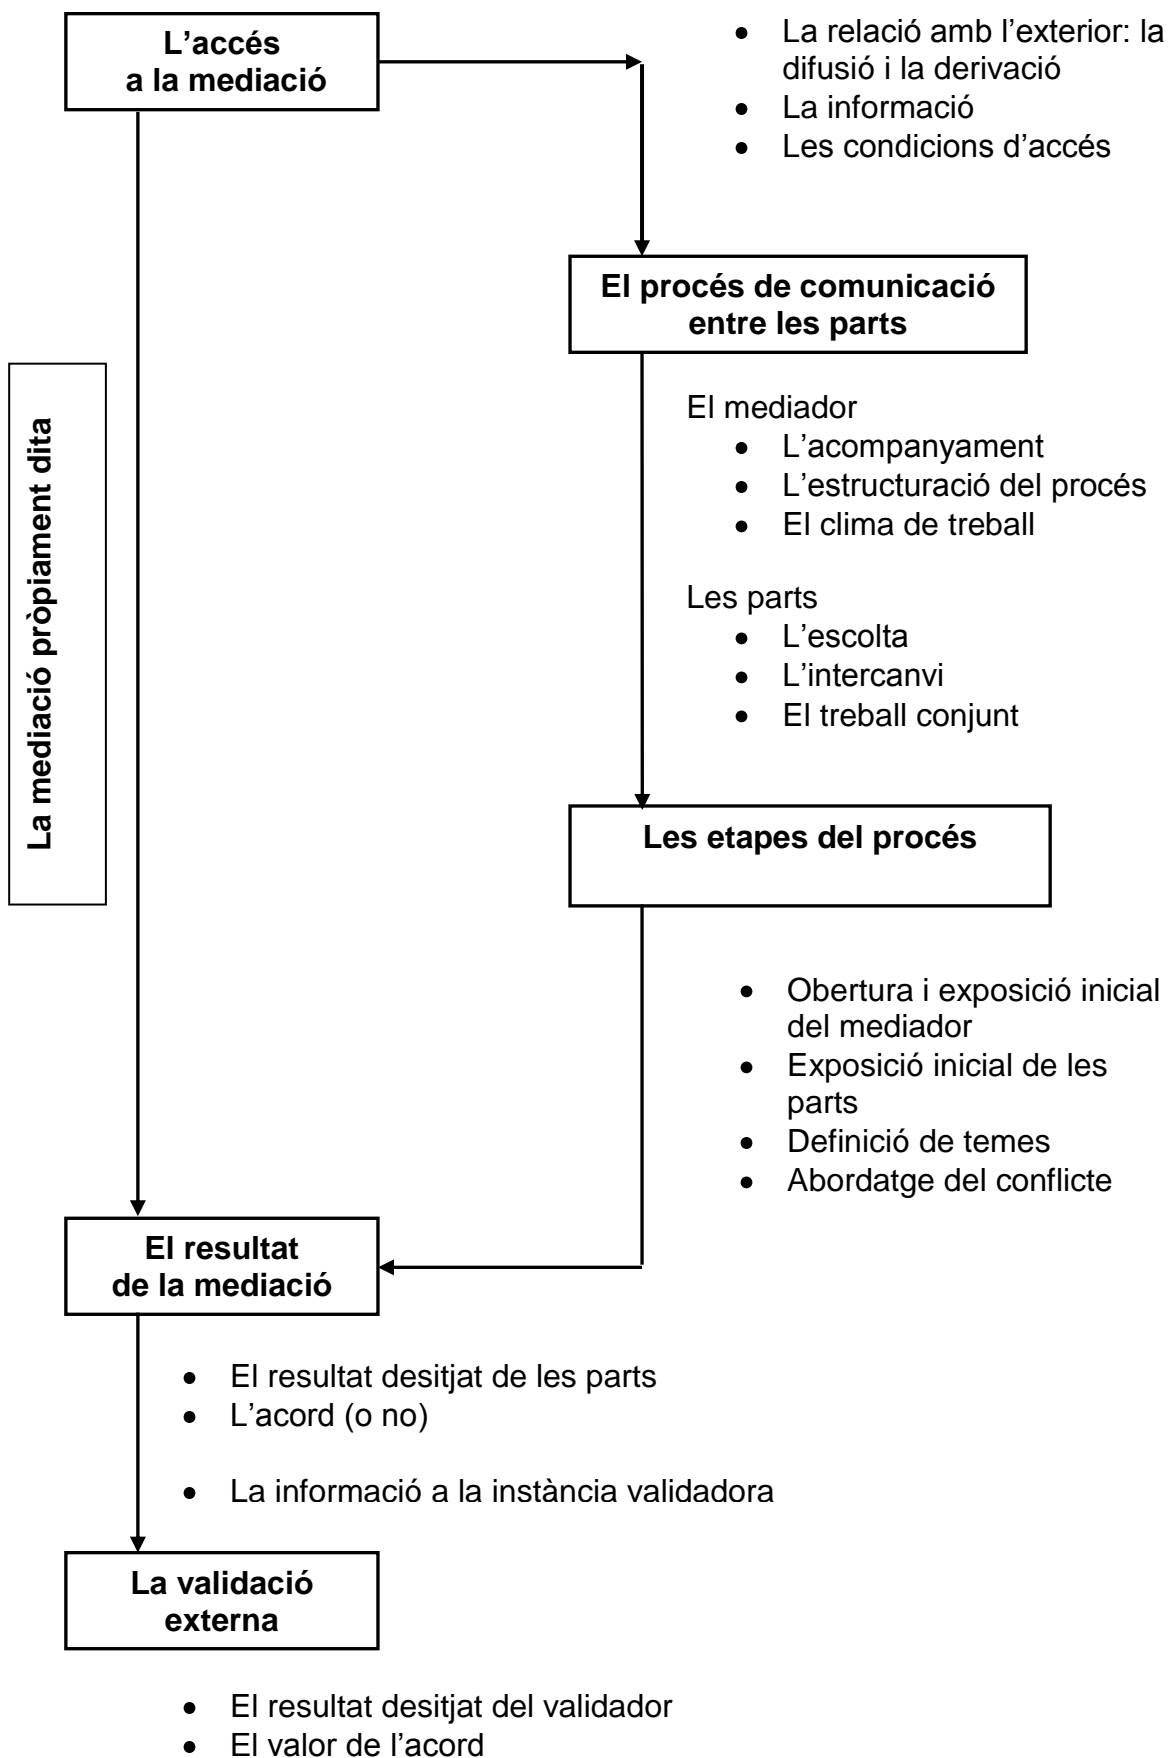 L’accés
a la mediació
• La relació amb l’exterior: la
difusió i la derivació
• La informació
• Les condicions d’accés
El procés de comunicació
entre les parts
La mediació pròpiament dita
El mediador
• L’acompanyament
• L’estructuració del procés
• El clima de treball
Les parts
• L’escolta
• L’intercanvi
• El treball conjunt
Les etapes del procés
• Obertura i exposició inicial
del mediador
• Exposició inicial de les
parts
• Definició de temes
• Abordatge del conflicte
El resultat
de la mediació
• El resultat desitjat de les parts
• L’acord (o no)
• La informació a la instància validadora
La validació
externa
• El resultat desitjat del validador
• El valor de l’acord